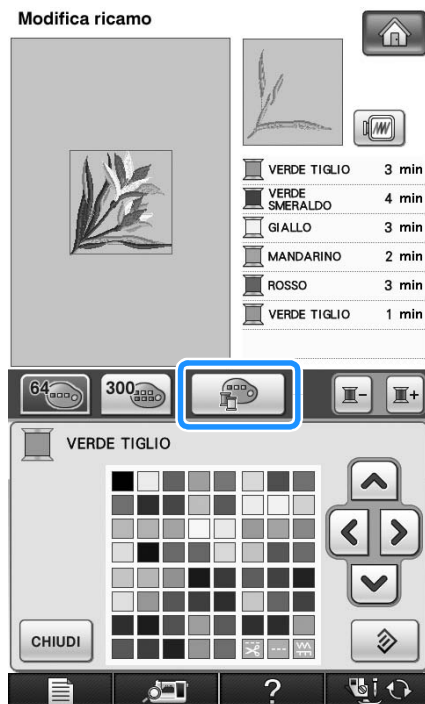 Modifica ricamo
VERDE TIGLIO 3 min
VERDE
SMERALDO 4 min
GIALLO 3 min
MANDARINO 2 min
ROSSO 3 min
VERDE TIGLIO 1 min
64
300
-
+
VERDE TIGLIO
CHIUDI
?